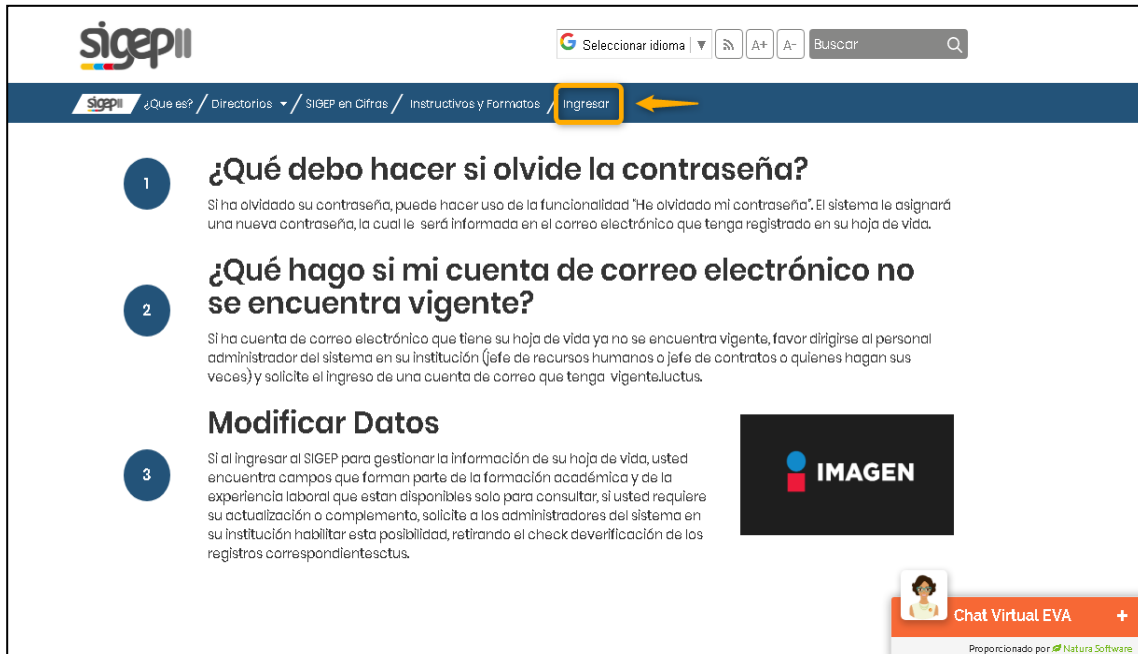 sigepII
Seleccionar idioma ▼ A+ A- Buscar
sigepII ¿Que es? / Directorios / SIGEP en Cifras / Instructivos y Formatos / Ingresar
1
¿Qué debo hacer si olvide la contraseña?
Si ha olvidado su contraseña, puede hacer uso de la funcionalidad "He olvidado mi contraseña". El sistema le asignará
una nueva contraseña, la cual le será informada en el correo electrónico que tenga registrado en su hoja de vida.
2
¿Qué hago si mi cuenta de correo electrónico no
se encuentra vigente?
Si ha cuenta de correo electrónico que tiene su hoja de vida ya no se encuentra vigente, favor dirigirse al personal
administrador del sistema en su institución (jefe de recursos humanos o jefe de contratos o quienes hagan sus
veces) y solicite el ingreso de una cuenta de correo que tenga vigente.luctus.
3
Modificar Datos
Si al ingresar al SIGEP para gestionar la información de su hoja de vida, usted
encuentra campos que forman parte de la formación académica y de la
experiencia laboral que estan disponibles solo para consultar, si usted requiere
su actualización o complemento, solicite a los administradores del sistema en
su institución habilitar esta posibilidad, retirando el check deverificación de los
registros correspondientesctus.
IMAGEN
Chat Virtual EVA +
Proporcionado por Natura Software